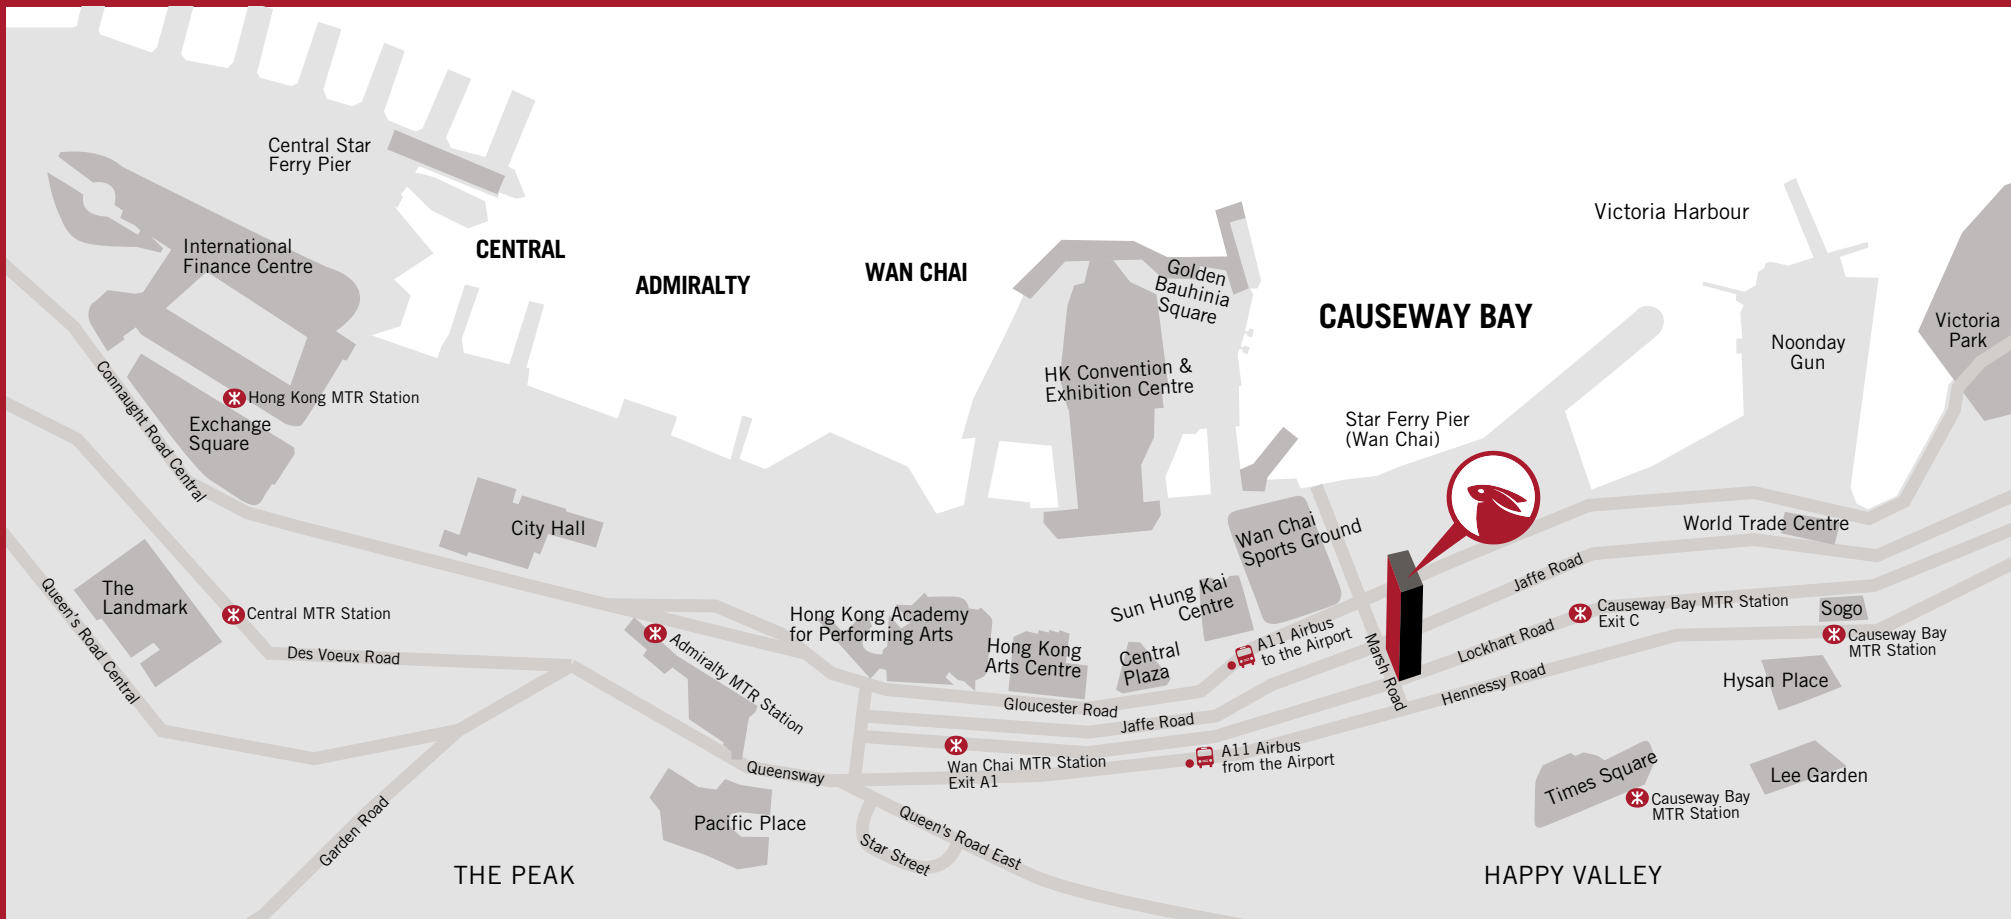 Central Star
Ferry Pier
Victoria Harbour
International
Finance Centre
CENTRAL
ADMIRALTY
WAN CHAI
Golden
Bauhinia
Square
CAUSEWAY BAY
Victoria
Park
Noonday
Gun
HK Convention &
Exhibition Centre
Connaught Road Central
Hong Kong MTR Station
Exchange
Square
Star Ferry Pier
(Wan Chai)
City Hall
Wan Chai
Sports Ground
World Trade Centre
The
Landmark
Queen's Road Central
Central MTR Station
Des Voeux Road
Admiralty MTR Station
Hong Kong Academy
for Performing Arts
Hong Kong
Arts Centre
Sun Hung Kai
Centre
Central
Plaza
A11 Airbus
to the Airport
Marsh Road
Jaffe Road
Lockhart Road
Hennessy Road
Causeway Bay MTR Station
Exit C
Sogo
Causeway Bay
MTR Station
Hysan Place
Gloucester Road
Jaffe Road
Wan Chai MTR Station
Exit A1
A11 Airbus
from the Airport
Queensway
Times Square
Causeway Bay
MTR Station
Lee Garden
Pacific Place
Garden Road
Queen's Road East
Star Street
THE PEAK
HAPPY VALLEY